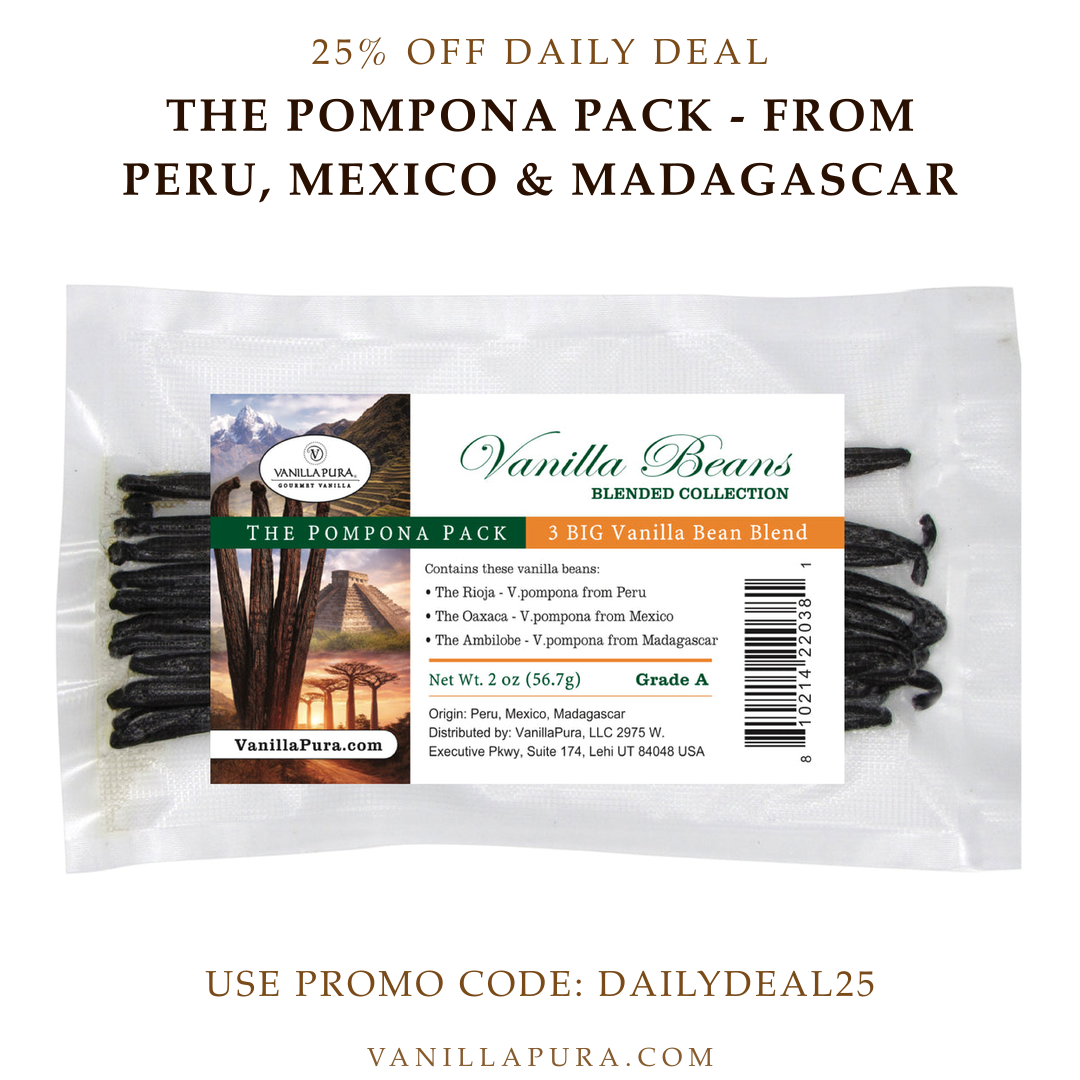 25% OFF DAILY DEAL
THE POMPONA PACK - FROM
PERU, MEXICO & MADAGASCAR
V
VANILLAPURA®
GOURMET VANILLA
Vanilla Beans
BLENDED COLLECTION
THE POMPONA PACK
3 BIG Vanilla Bean Blend
Contains these vanilla beans:
• The Rioja - V.pompona from Peru
• The Oaxaca - V.pompona from Mexico
• The Ambilobe - V.pompona from Madagascar
Net Wt. 2 oz (56.7g) Grade A
Origin: Peru, Mexico, Madagascar
Distributed by: VanillaPura, LLC 2975 W.
Executive Pkwy, Suite 174, Lehi UT 84048 USA
VanillaPura.com
8 10214 22038 1
USE PROMO CODE: DAILYDEAL25
VANILLAPURA.COM